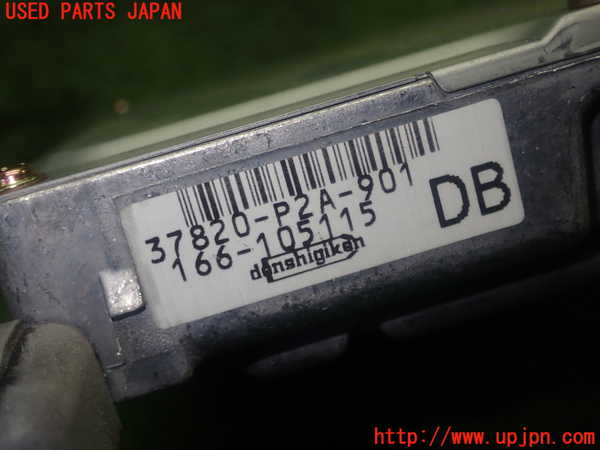 USED PARTS JAPAN
37820-P2A-901
166-105115
denshigiken
DB
http://www.upjpn.com/